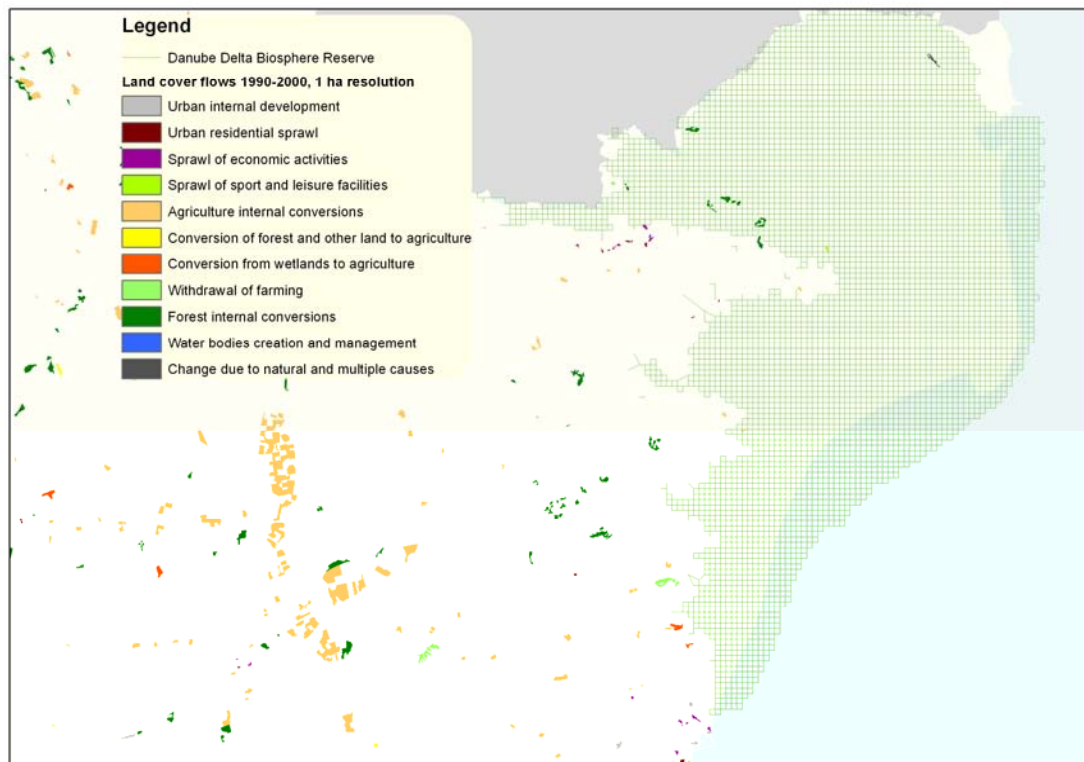 Legend
Danube Delta Biosphere Reserve
Land cover flows 1990-2000, 1 ha resolution
Urban internal development
Urban residential sprawl
Sprawl of economic activities
Sprawl of sport and leisure facilities
Agriculture internal conversions
Conversion of forest and other land to agriculture
Conversion from wetlands to agriculture
Withdrawal of farming
Forest internal conversions
Water bodies creation and management
Change due to natural and multiple causes